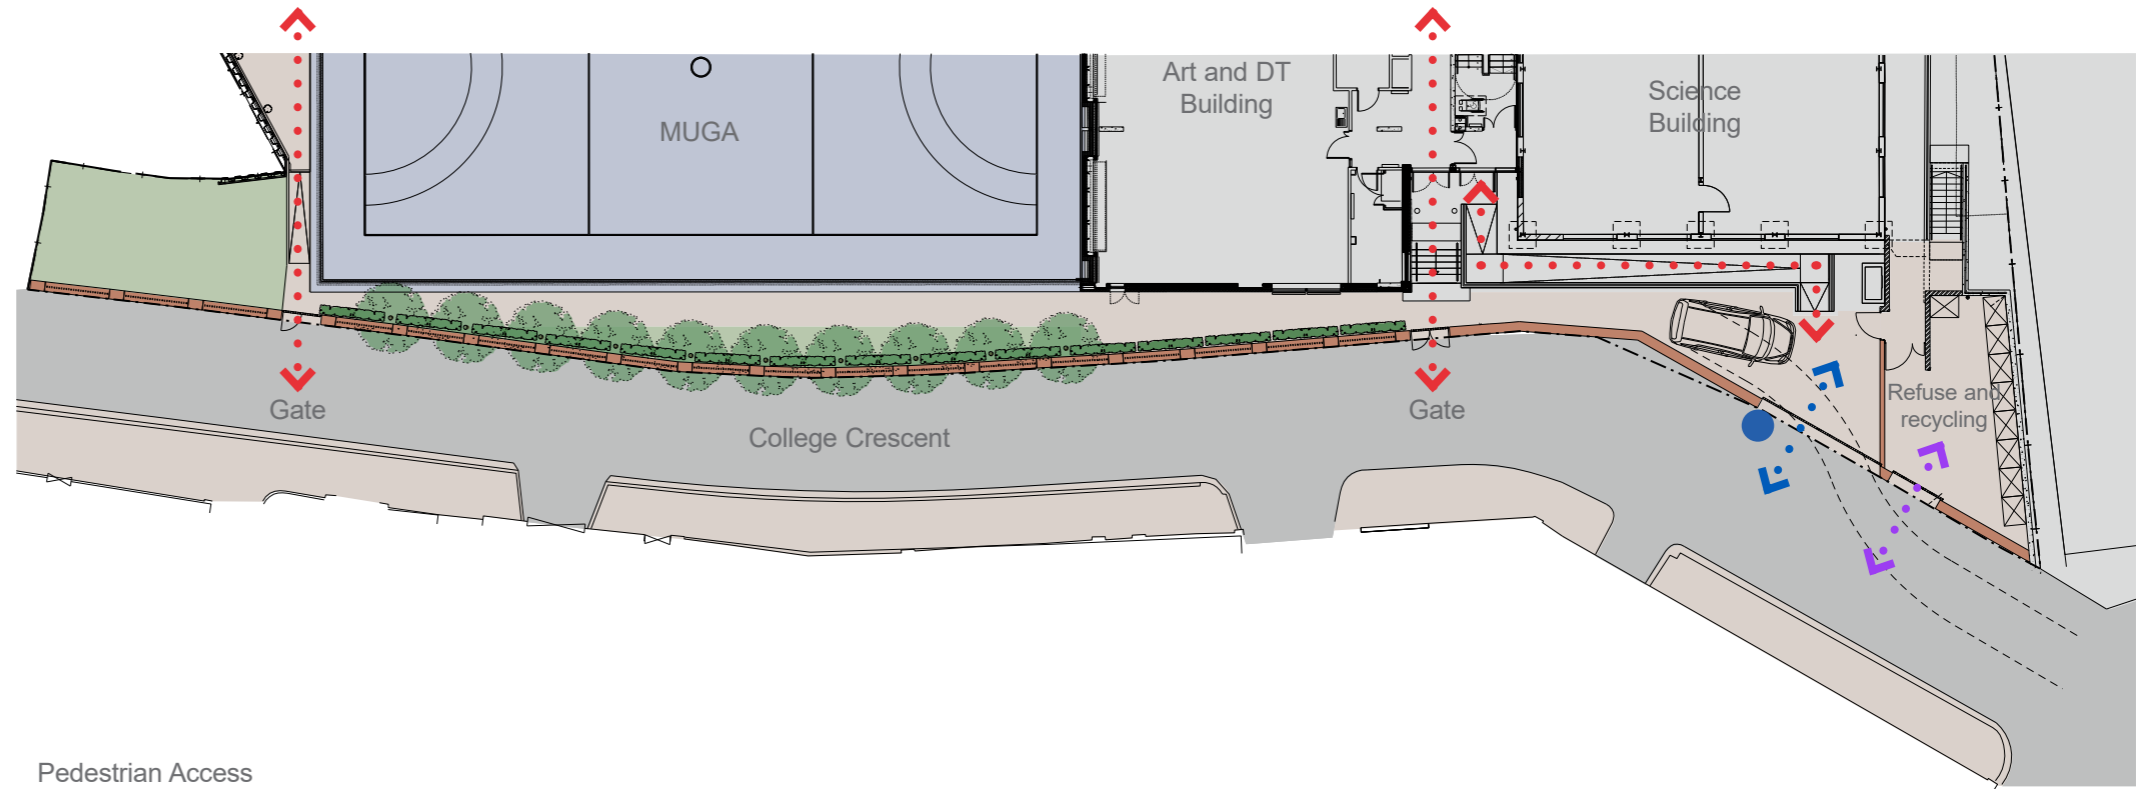 Art and DT
Building
Science
Building
MUGA
Gate
College Crescent
Gate
Refuse and
recycling
Pedestrian Access